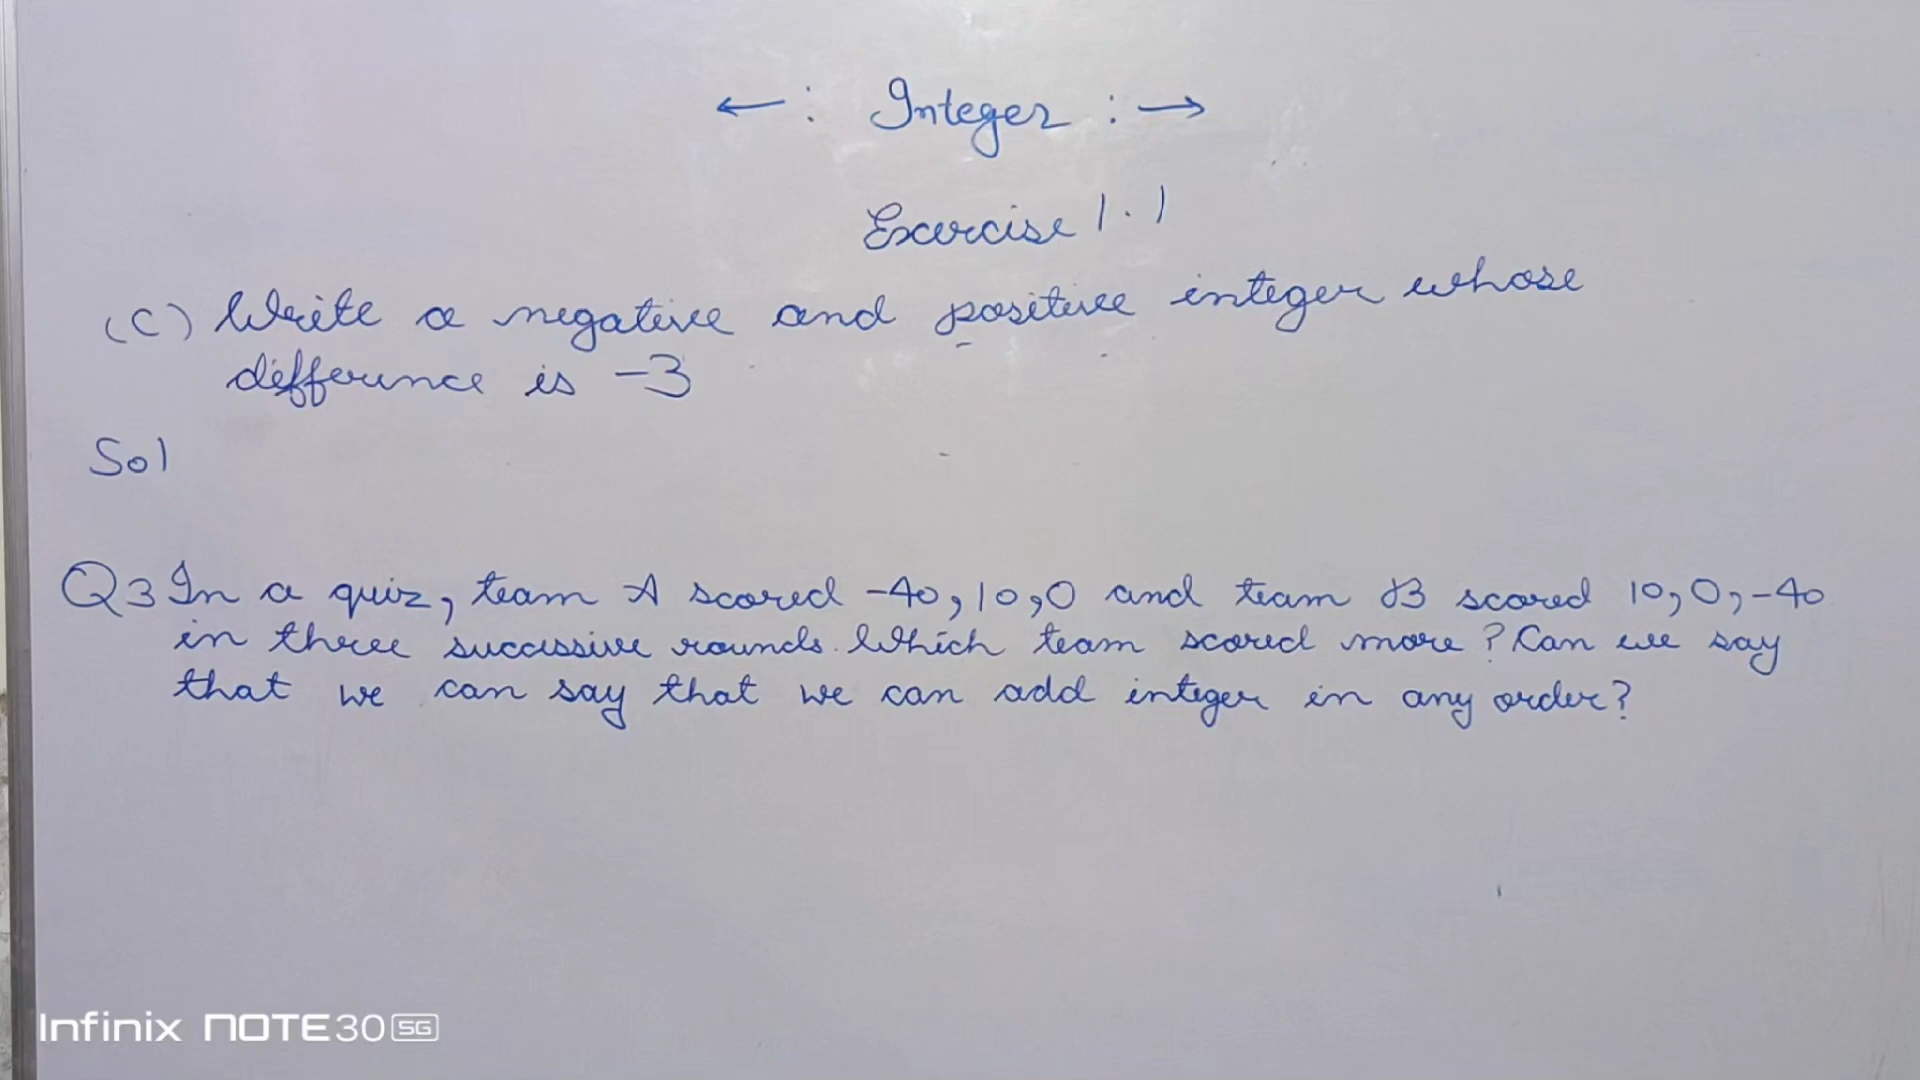 ←: Integer :→
Exercise 1.1
(C) Write a negative and positive integer whose
difference is -3
Sol
Q3 In a quiz, team A scored -40, 10, 0 and team B scored 10, 0, -40
in three successive rounds. Which team scored more? Can we say
that we can say that we can add integer in any order?
Infinix NOTE 30 5G